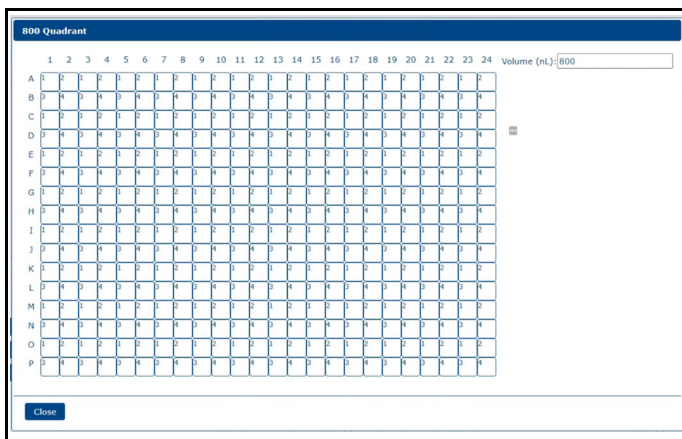 800 Quadrant
1 2 3 4 5 6 7 8 9 10 11 12 13 14 15 16 17 18 19 20 21 22 23 24 Volume (nL): 800
A 1 2 1 2 1 2 1 2 1 2 1 2 1 2 1 2 1 2 1 2 1 2 1 2
B 3 4 3 4 3 4 3 4 3 4 3 4 3 4 3 4 3 4 3 4 3 4 3 4
C 1 2 1 2 1 2 1 2 1 2 1 2 1 2 1 2 1 2 1 2 1 2 1 2
D 3 4 3 4 3 4 3 4 3 4 3 4 3 4 3 4 3 4 3 4 3 4 3 4
E 1 2 1 2 1 2 1 2 1 2 1 2 1 2 1 2 1 2 1 2 1 2 1 2
F 3 4 3 4 3 4 3 4 3 4 3 4 3 4 3 4 3 4 3 4 3 4 3 4
G 1 2 1 2 1 2 1 2 1 2 1 2 1 2 1 2 1 2 1 2 1 2 1 2
H 3 4 3 4 3 4 3 4 3 4 3 4 3 4 3 4 3 4 3 4 3 4 3 4
I 1 2 1 2 1 2 1 2 1 2 1 2 1 2 1 2 1 2 1 2 1 2 1 2
J 3 4 3 4 3 4 3 4 3 4 3 4 3 4 3 4 3 4 3 4 3 4 3 4
K 1 2 1 2 1 2 1 2 1 2 1 2 1 2 1 2 1 2 1 2 1 2 1 2
L 3 4 3 4 3 4 3 4 3 4 3 4 3 4 3 4 3 4 3 4 3 4 3 4
M 1 2 1 2 1 2 1 2 1 2 1 2 1 2 1 2 1 2 1 2 1 2 1 2
N 3 4 3 4 3 4 3 4 3 4 3 4 3 4 3 4 3 4 3 4 3 4 3 4
O 1 2 1 2 1 2 1 2 1 2 1 2 1 2 1 2 1 2 1 2 1 2 1 2
P 3 4 3 4 3 4 3 4 3 4 3 4 3 4 3 4 3 4 3 4 3 4 3 4
Close